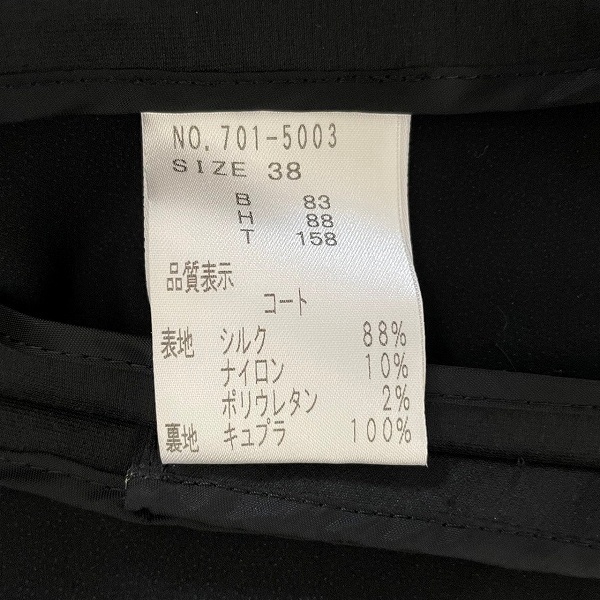 NO.701-5003
SIZE 38
B 83
H 88
T 158
品質表示
コート
表地 シルク 88%
ナイロン 10%
ポリウレタン 2%
裏地 キュプラ 100%